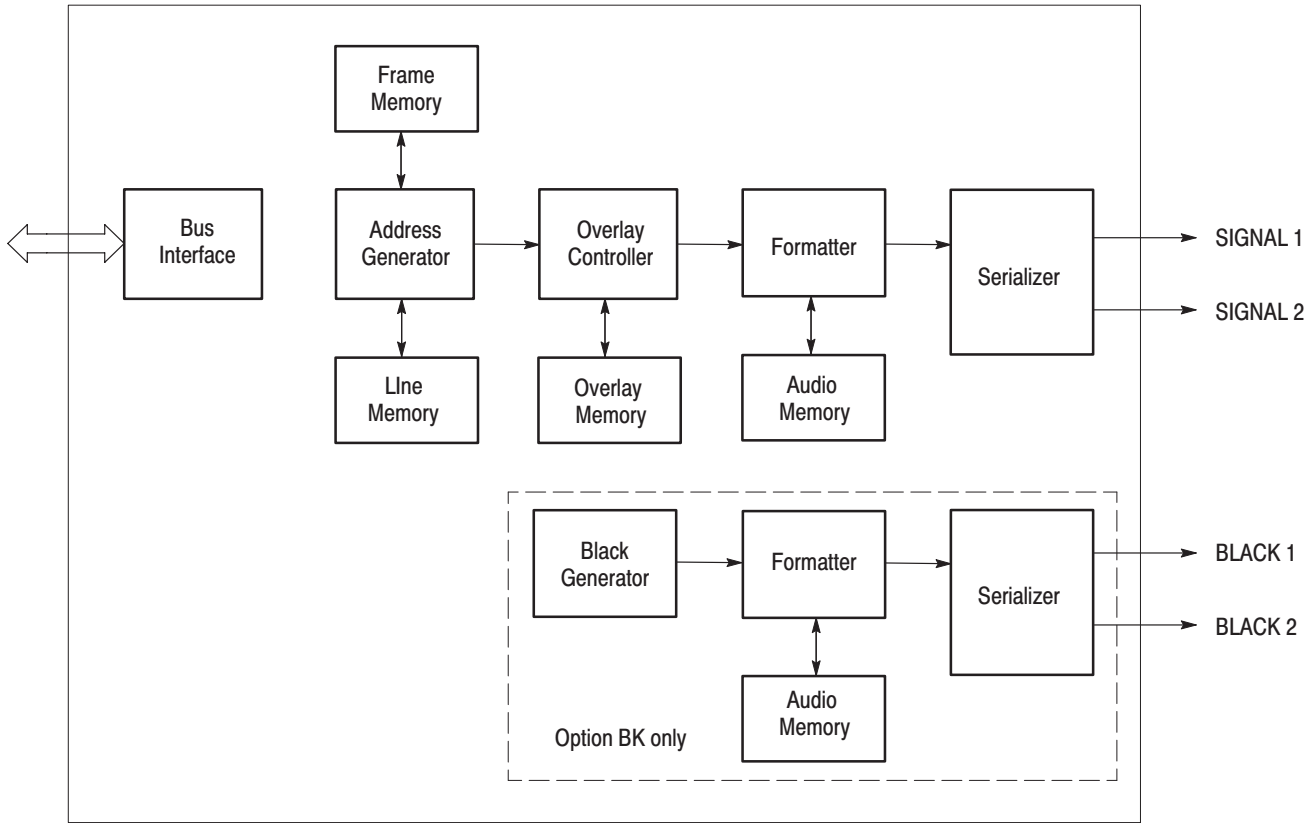 Frame
Memory
Bus
Interface
Address
Generator
Overlay
Controller
Formatter
Serializer
SIGNAL 1
SIGNAL 2
LIne
Memory
Overlay
Memory
Audio
Memory
Black
Generator
Formatter
Serializer
BLACK 1
BLACK 2
Audio
Memory
Option BK only